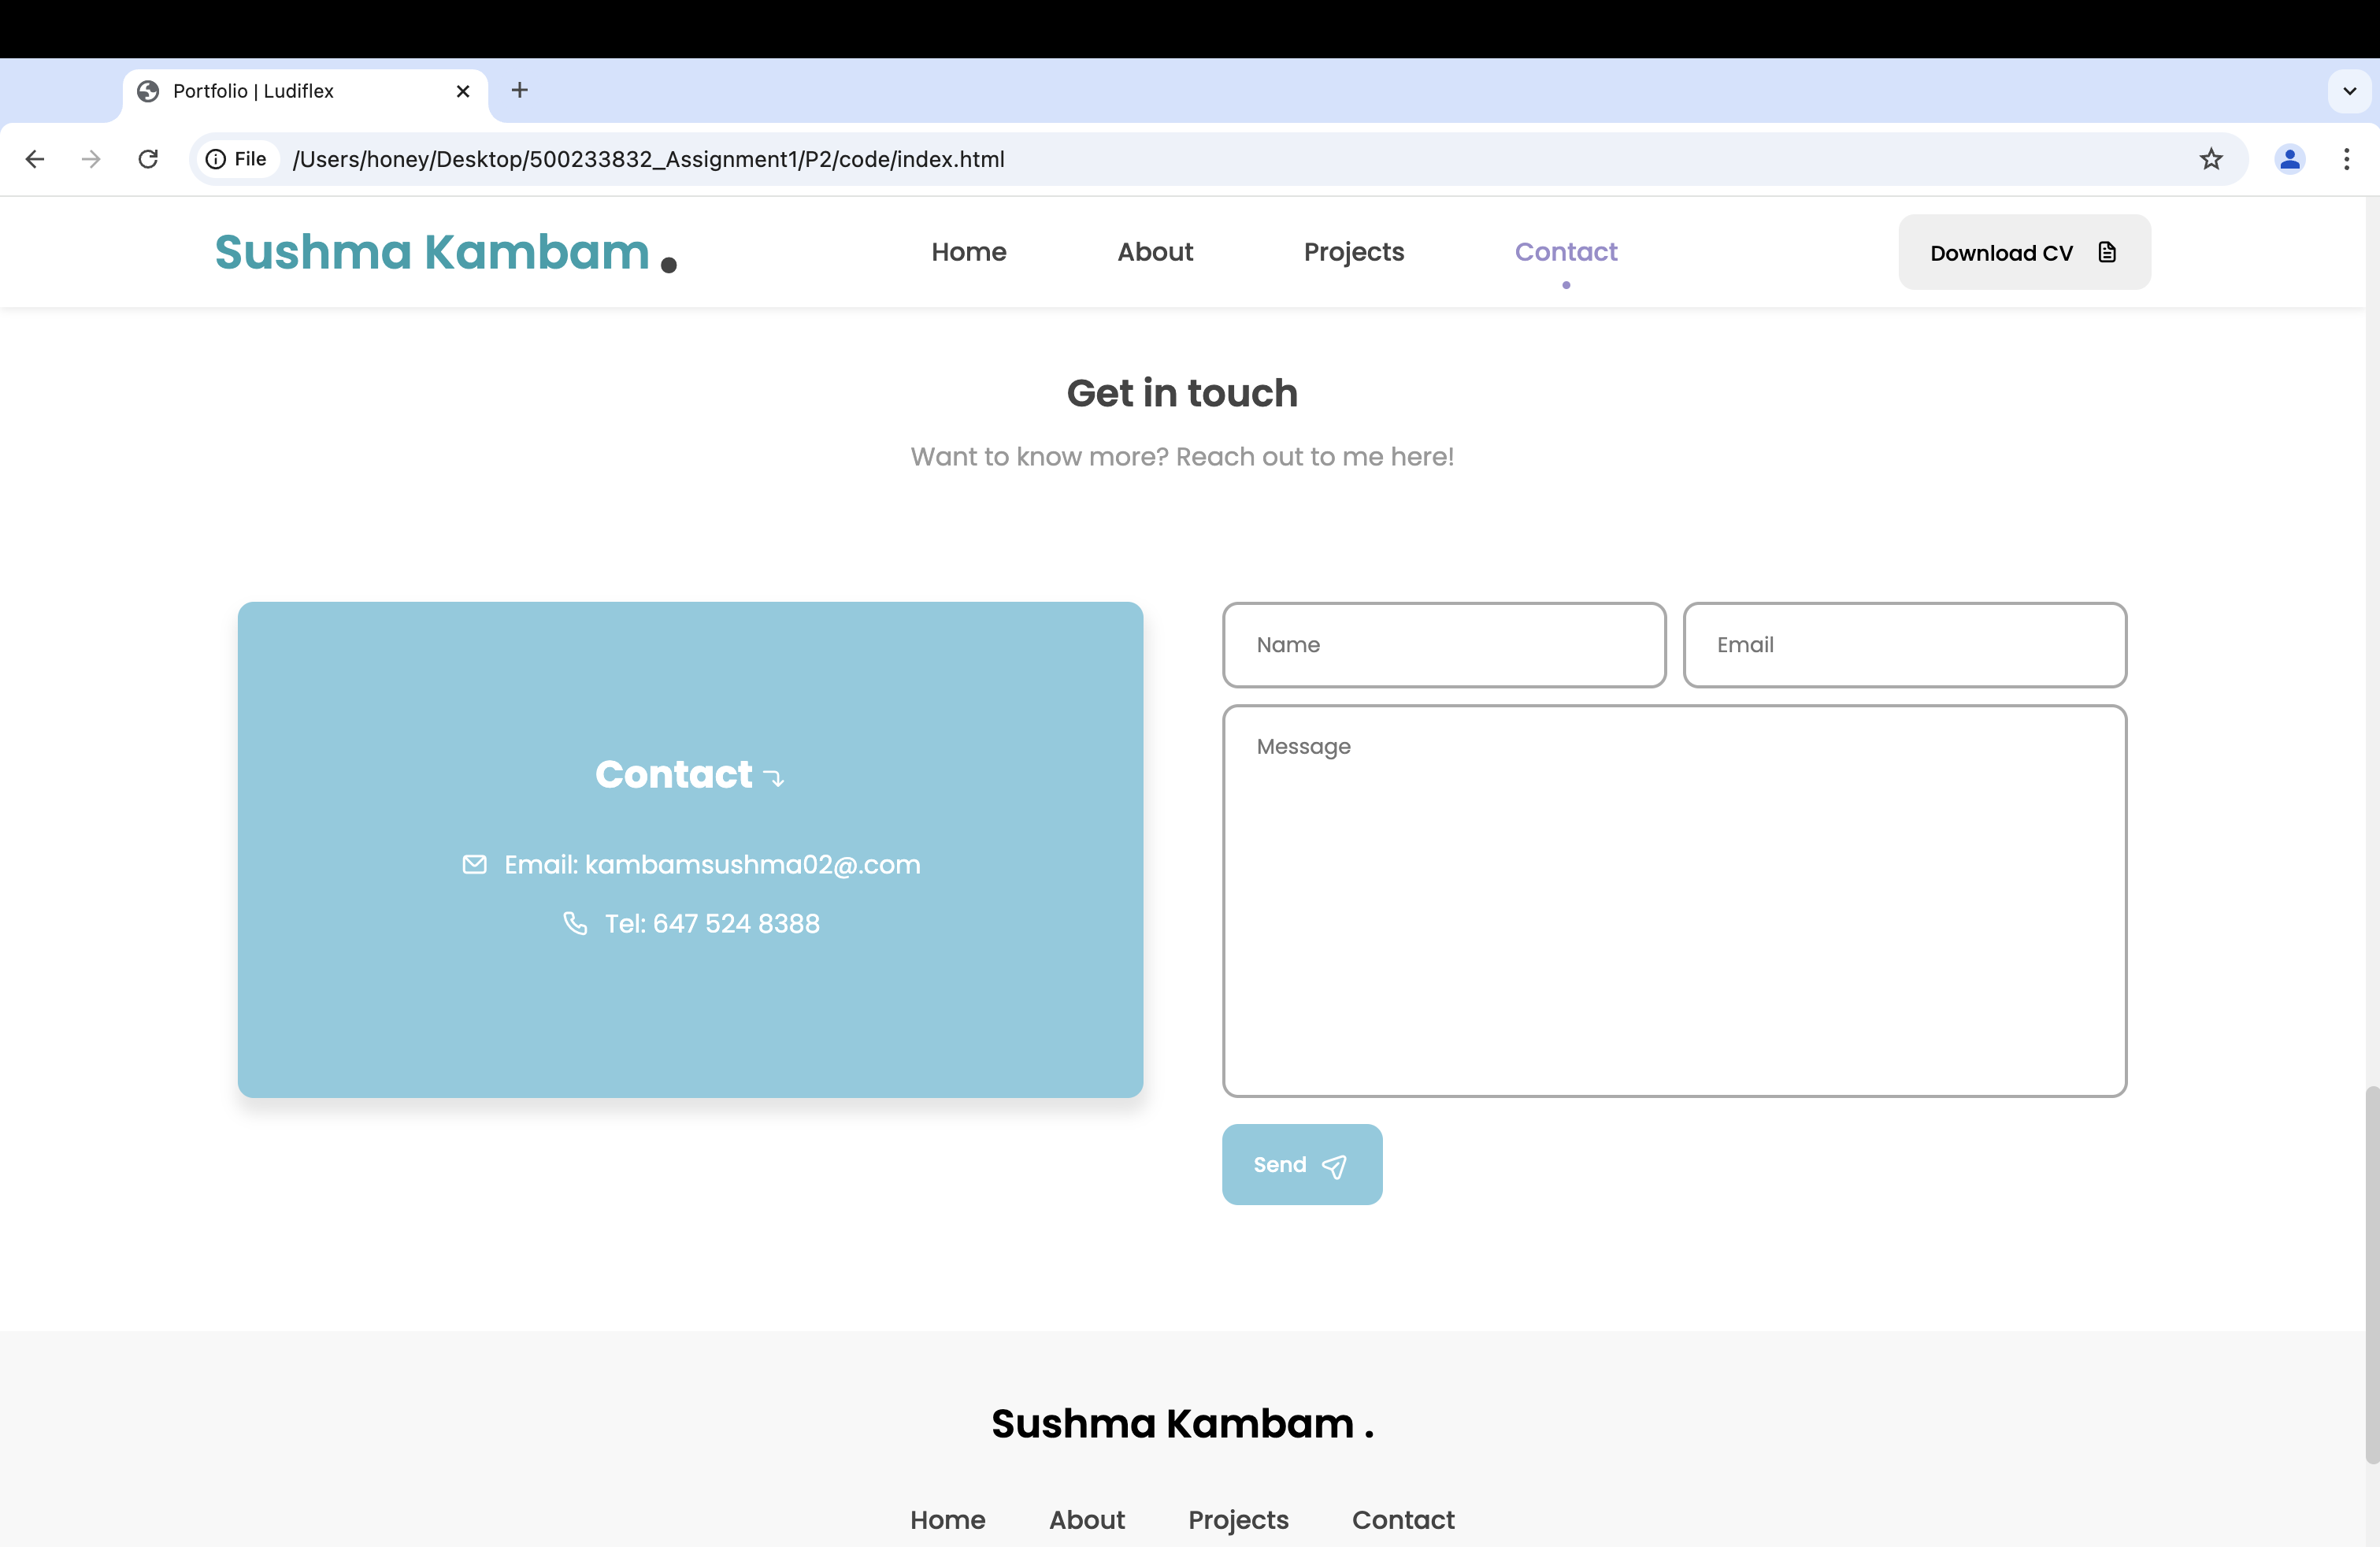 Portfolio | Ludiflex
File /Users/honey/Desktop/500233832_Assignment1/P2/code/index.html
Sushma Kambam . Home About Projects Contact Download CV
Get in touch
Want to know more? Reach out to me here!
Name Email
Message
Contact
Email: kambamsushma02@.com
Tel: 647 524 8388
Send
Sushma Kambam .
Home About Projects Contact